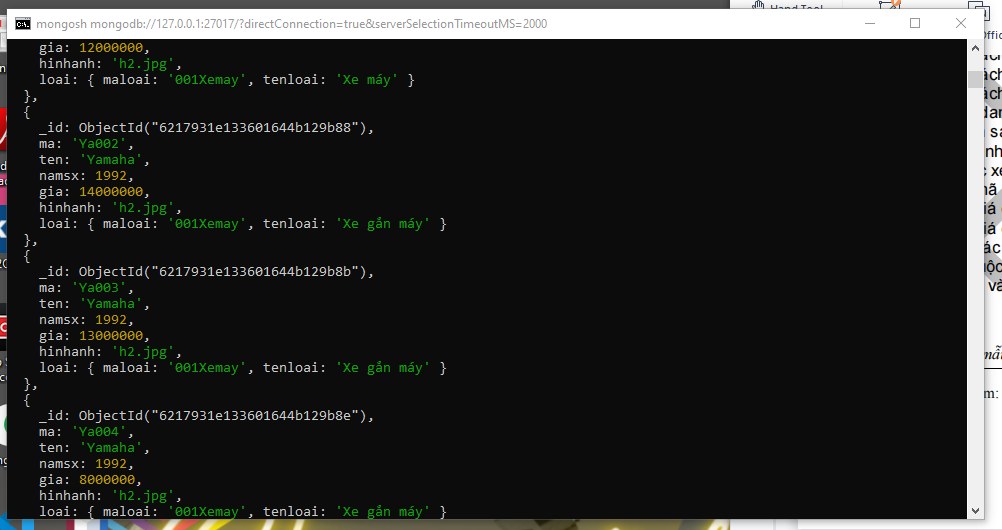 mongosh mongodb://127.0.0.1:27017/?directConnection=true&serverSelectionTimeoutMS=2000
Hand Tool
gia: 12000000,
hinhanh: 'h2.jpg',
loai: { maloai: '001Xemay', tenloai: 'Xe máy' }
},
{
_id: ObjectId("6217931e133601644b129b88"),
ma: 'Ya002',
ten: 'Yamaha',
namsx: 1992,
gia: 14000000,
hinhanh: 'h2.jpg',
loai: { maloai: '001Xemay', tenloai: 'Xe gắn máy' }
},
{
_id: ObjectId("6217931e133601644b129b8b"),
ma: 'Ya003',
ten: 'Yamaha',
namsx: 1992,
gia: 13000000,
hinhanh: 'h2.jpg',
loai: { maloai: '001Xemay', tenloai: 'Xe gắn máy' }
},
{
_id: ObjectId("6217931e133601644b129b8e"),
ma: 'Ya004',
ten: 'Yamaha',
namsx: 1992,
gia: 8000000,
hinhanh: 'h2.jpg',
loai: { maloai: '001Xemay', tenloai: 'Xe gắn máy' }